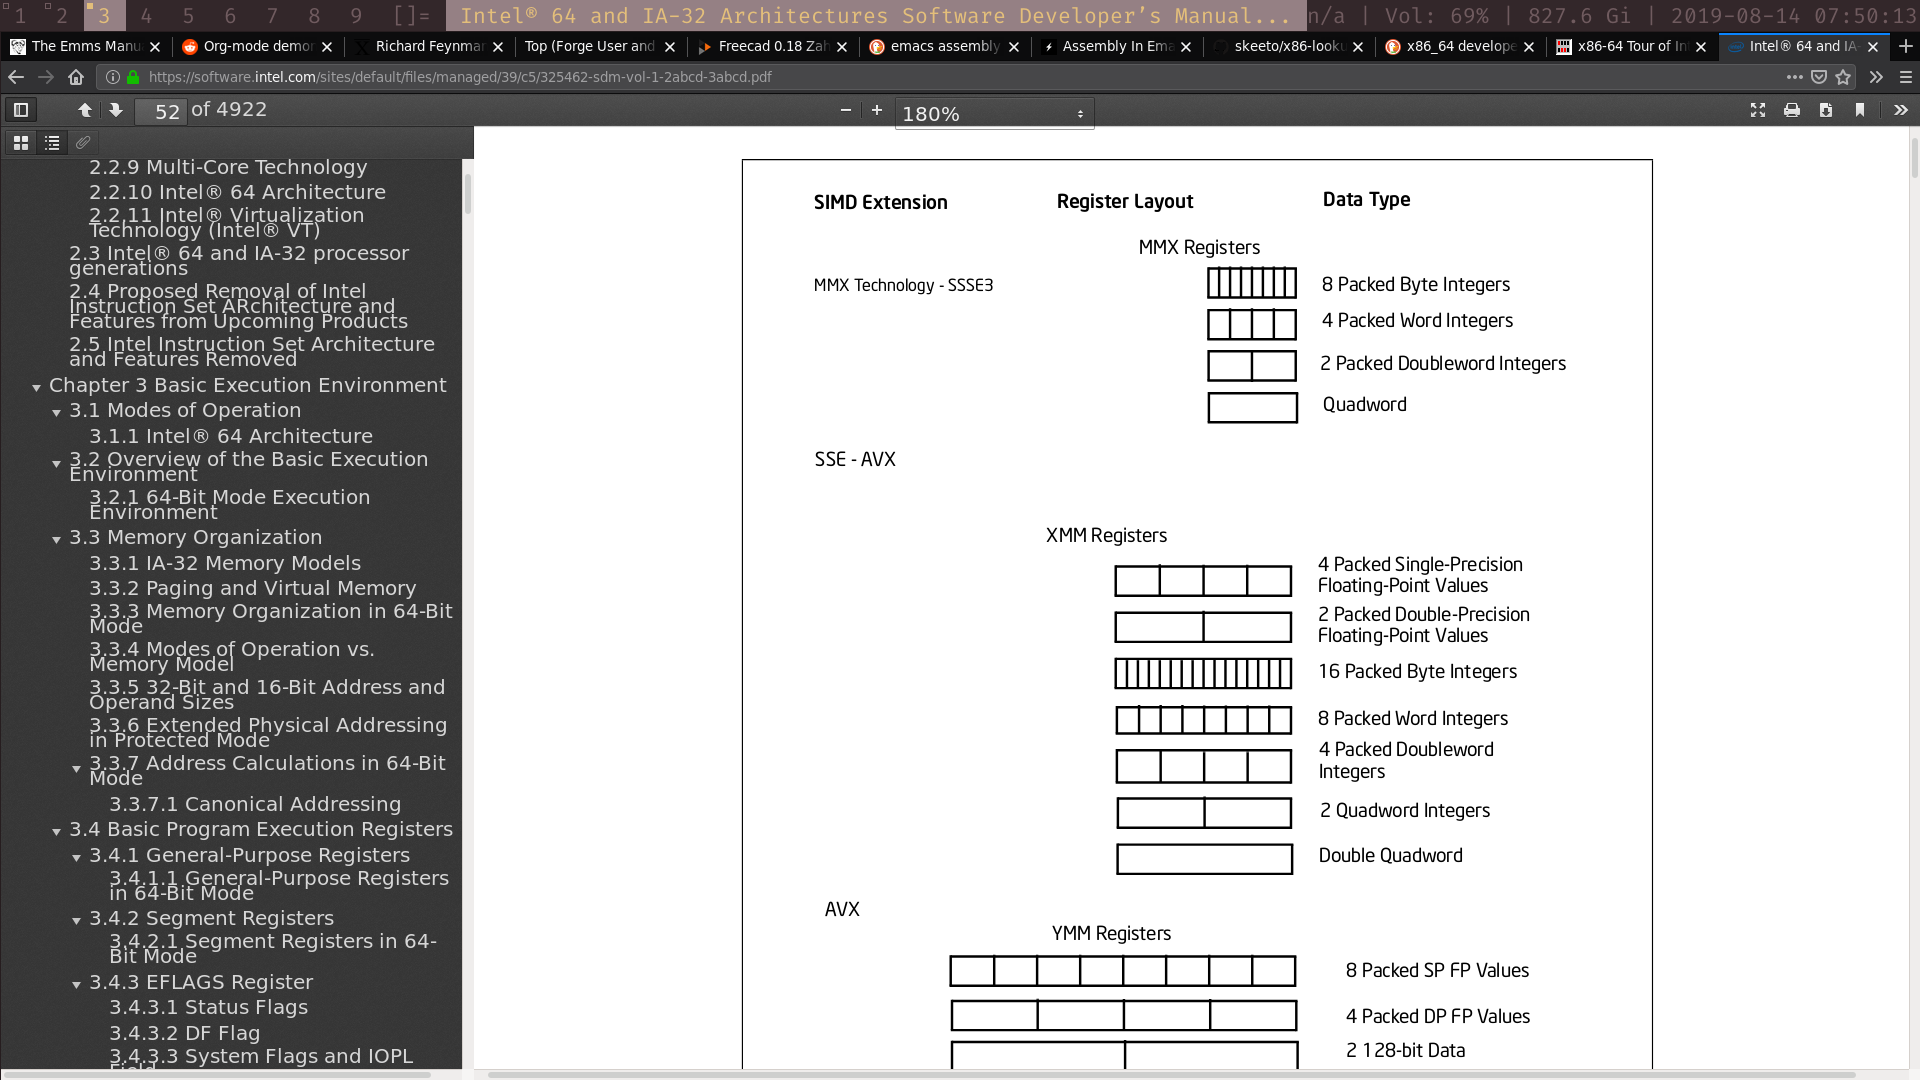 1 2 3 4 5 6 7 8 9 []= Intel® 64 and IA-32 Architectures Software Developer's Manual... n/a | Vol: 69% | 827.6 Gi | 2019-08-14 07:50:13
The Emms Manu Org-mode demor Richard Feynmar Top (Forge User and Freecad 0.18 Zah emacs assembly Assembly In Ema skeeto/x86-looku x86_64 develope x86-64 Tour of Int Intel® 64 and IA-
https://software.intel.com/sites/default/files/managed/39/c5/325462-sdm-vol-1-2abcd-3abcd.pdf
52 of 4922
180%
2.2.9 Multi-Core Technology
2.2.10 Intel® 64 Architecture
2.2.11 Intel® Virtualization
Technology (Intel® VT)
2.3 Intel® 64 and IA-32 processor
generations
2.4 Proposed Removal of Intel
Instruction Set ARchitecture and
Features from Upcoming Products
2.5 Intel Instruction Set Architecture
and Features Removed
Chapter 3 Basic Execution Environment
3.1 Modes of Operation
3.1.1 Intel® 64 Architecture
3.2 Overview of the Basic Execution
Environment
3.2.1 64-Bit Mode Execution
Environment
3.3 Memory Organization
3.3.1 IA-32 Memory Models
3.3.2 Paging and Virtual Memory
3.3.3 Memory Organization in 64-Bit
Mode
3.3.4 Modes of Operation vs.
Memory Model
3.3.5 32-Bit and 16-Bit Address and
Operand Sizes
3.3.6 Extended Physical Addressing
in Protected Mode
3.3.7 Address Calculations in 64-Bit
Mode
3.3.7.1 Canonical Addressing
3.4 Basic Program Execution Registers
3.4.1 General-Purpose Registers
3.4.1.1 General-Purpose Registers
in 64-Bit Mode
3.4.2 Segment Registers
3.4.2.1 Segment Registers in 64-
Bit Mode
3.4.3 EFLAGS Register
3.4.3.1 Status Flags
3.4.3.2 DF Flag
3.4.3.3 System Flags and IOPL
Field
SIMD Extension Register Layout Data Type
MMX Registers
MMX Technology - SSSE3 8 Packed Byte Integers
4 Packed Word Integers
2 Packed Doubleword Integers
Quadword
SSE - AVX
XMM Registers
4 Packed Single-Precision
Floating-Point Values
2 Packed Double-Precision
Floating-Point Values
16 Packed Byte Integers
8 Packed Word Integers
4 Packed Doubleword
Integers
2 Quadword Integers
Double Quadword
AVX
YMM Registers
8 Packed SP FP Values
4 Packed DP FP Values
2 128-bit Data